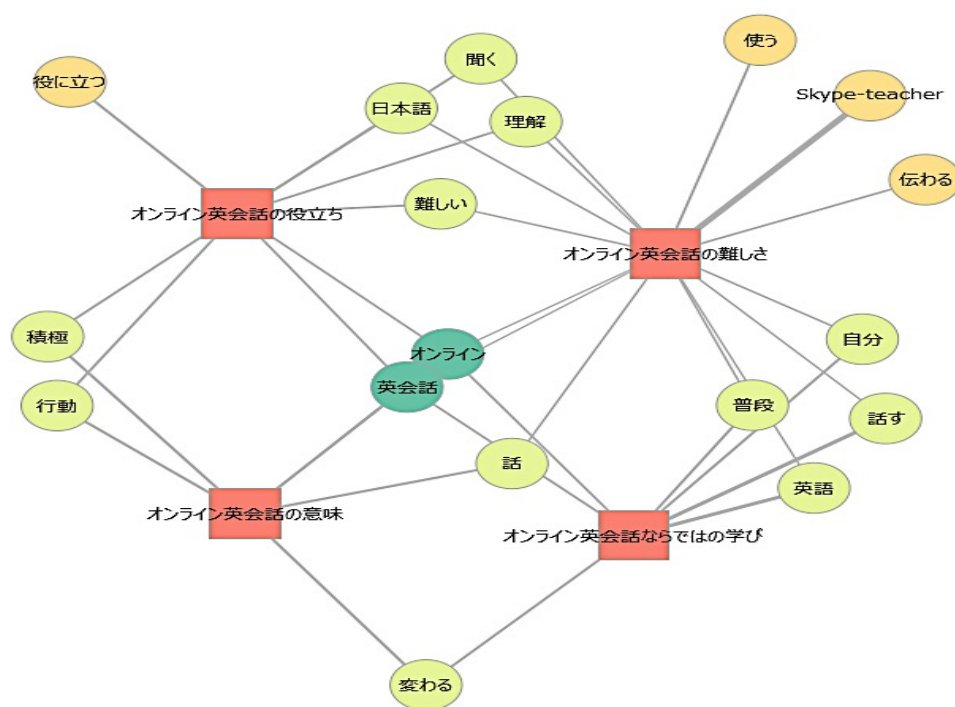 使う
聞く
役に立つ
Skype-teacher
日本語
理解
伝わる
難しい
オンライン英会話の役立ち
オンライン英会話の難しさ
積極
自分
オンライン
英会話
行動
普段
話す
話
英語
オンライン英会話の意味
オンライン英会話ならではの学び
変わる